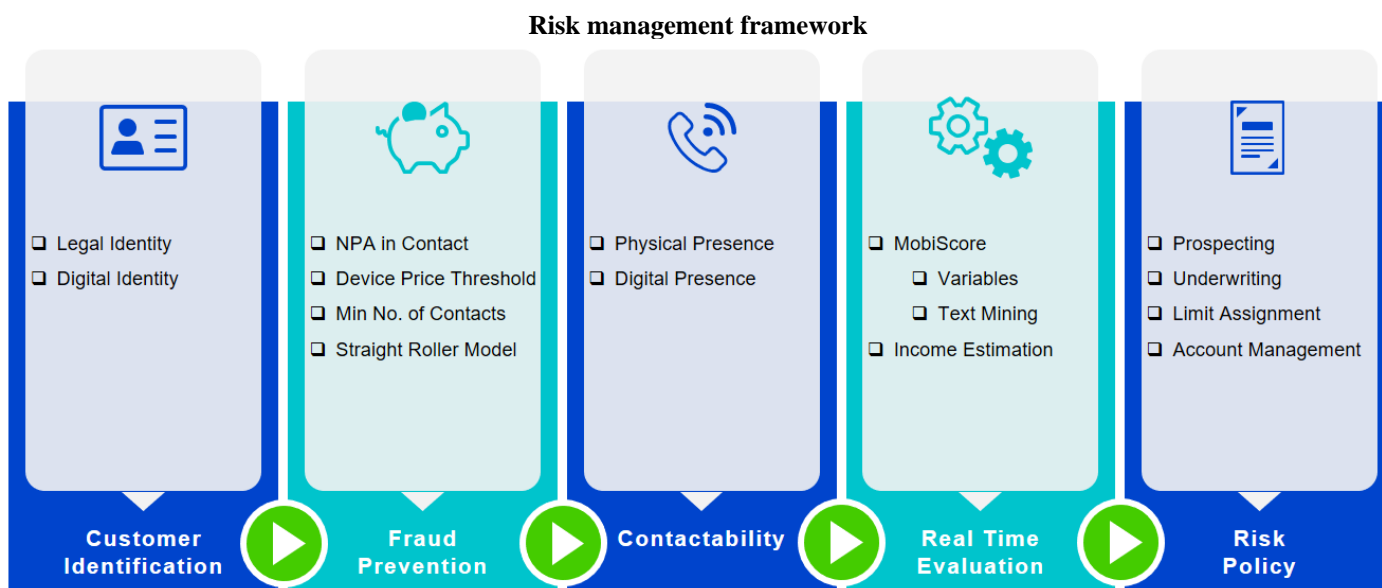 Risk management framework
Legal Identity
Digital Identity
Customer
Identification
NPA in Contact
Device Price Threshold
Min No. of Contacts
Straight Roller Model
Fraud
Prevention
Physical Presence
Digital Presence
Contactability
MobiScore
Variables
Text Mining
Income Estimation
Real Time
Evaluation
Prospecting
Underwriting
Limit Assignment
Account Management
Risk
Policy